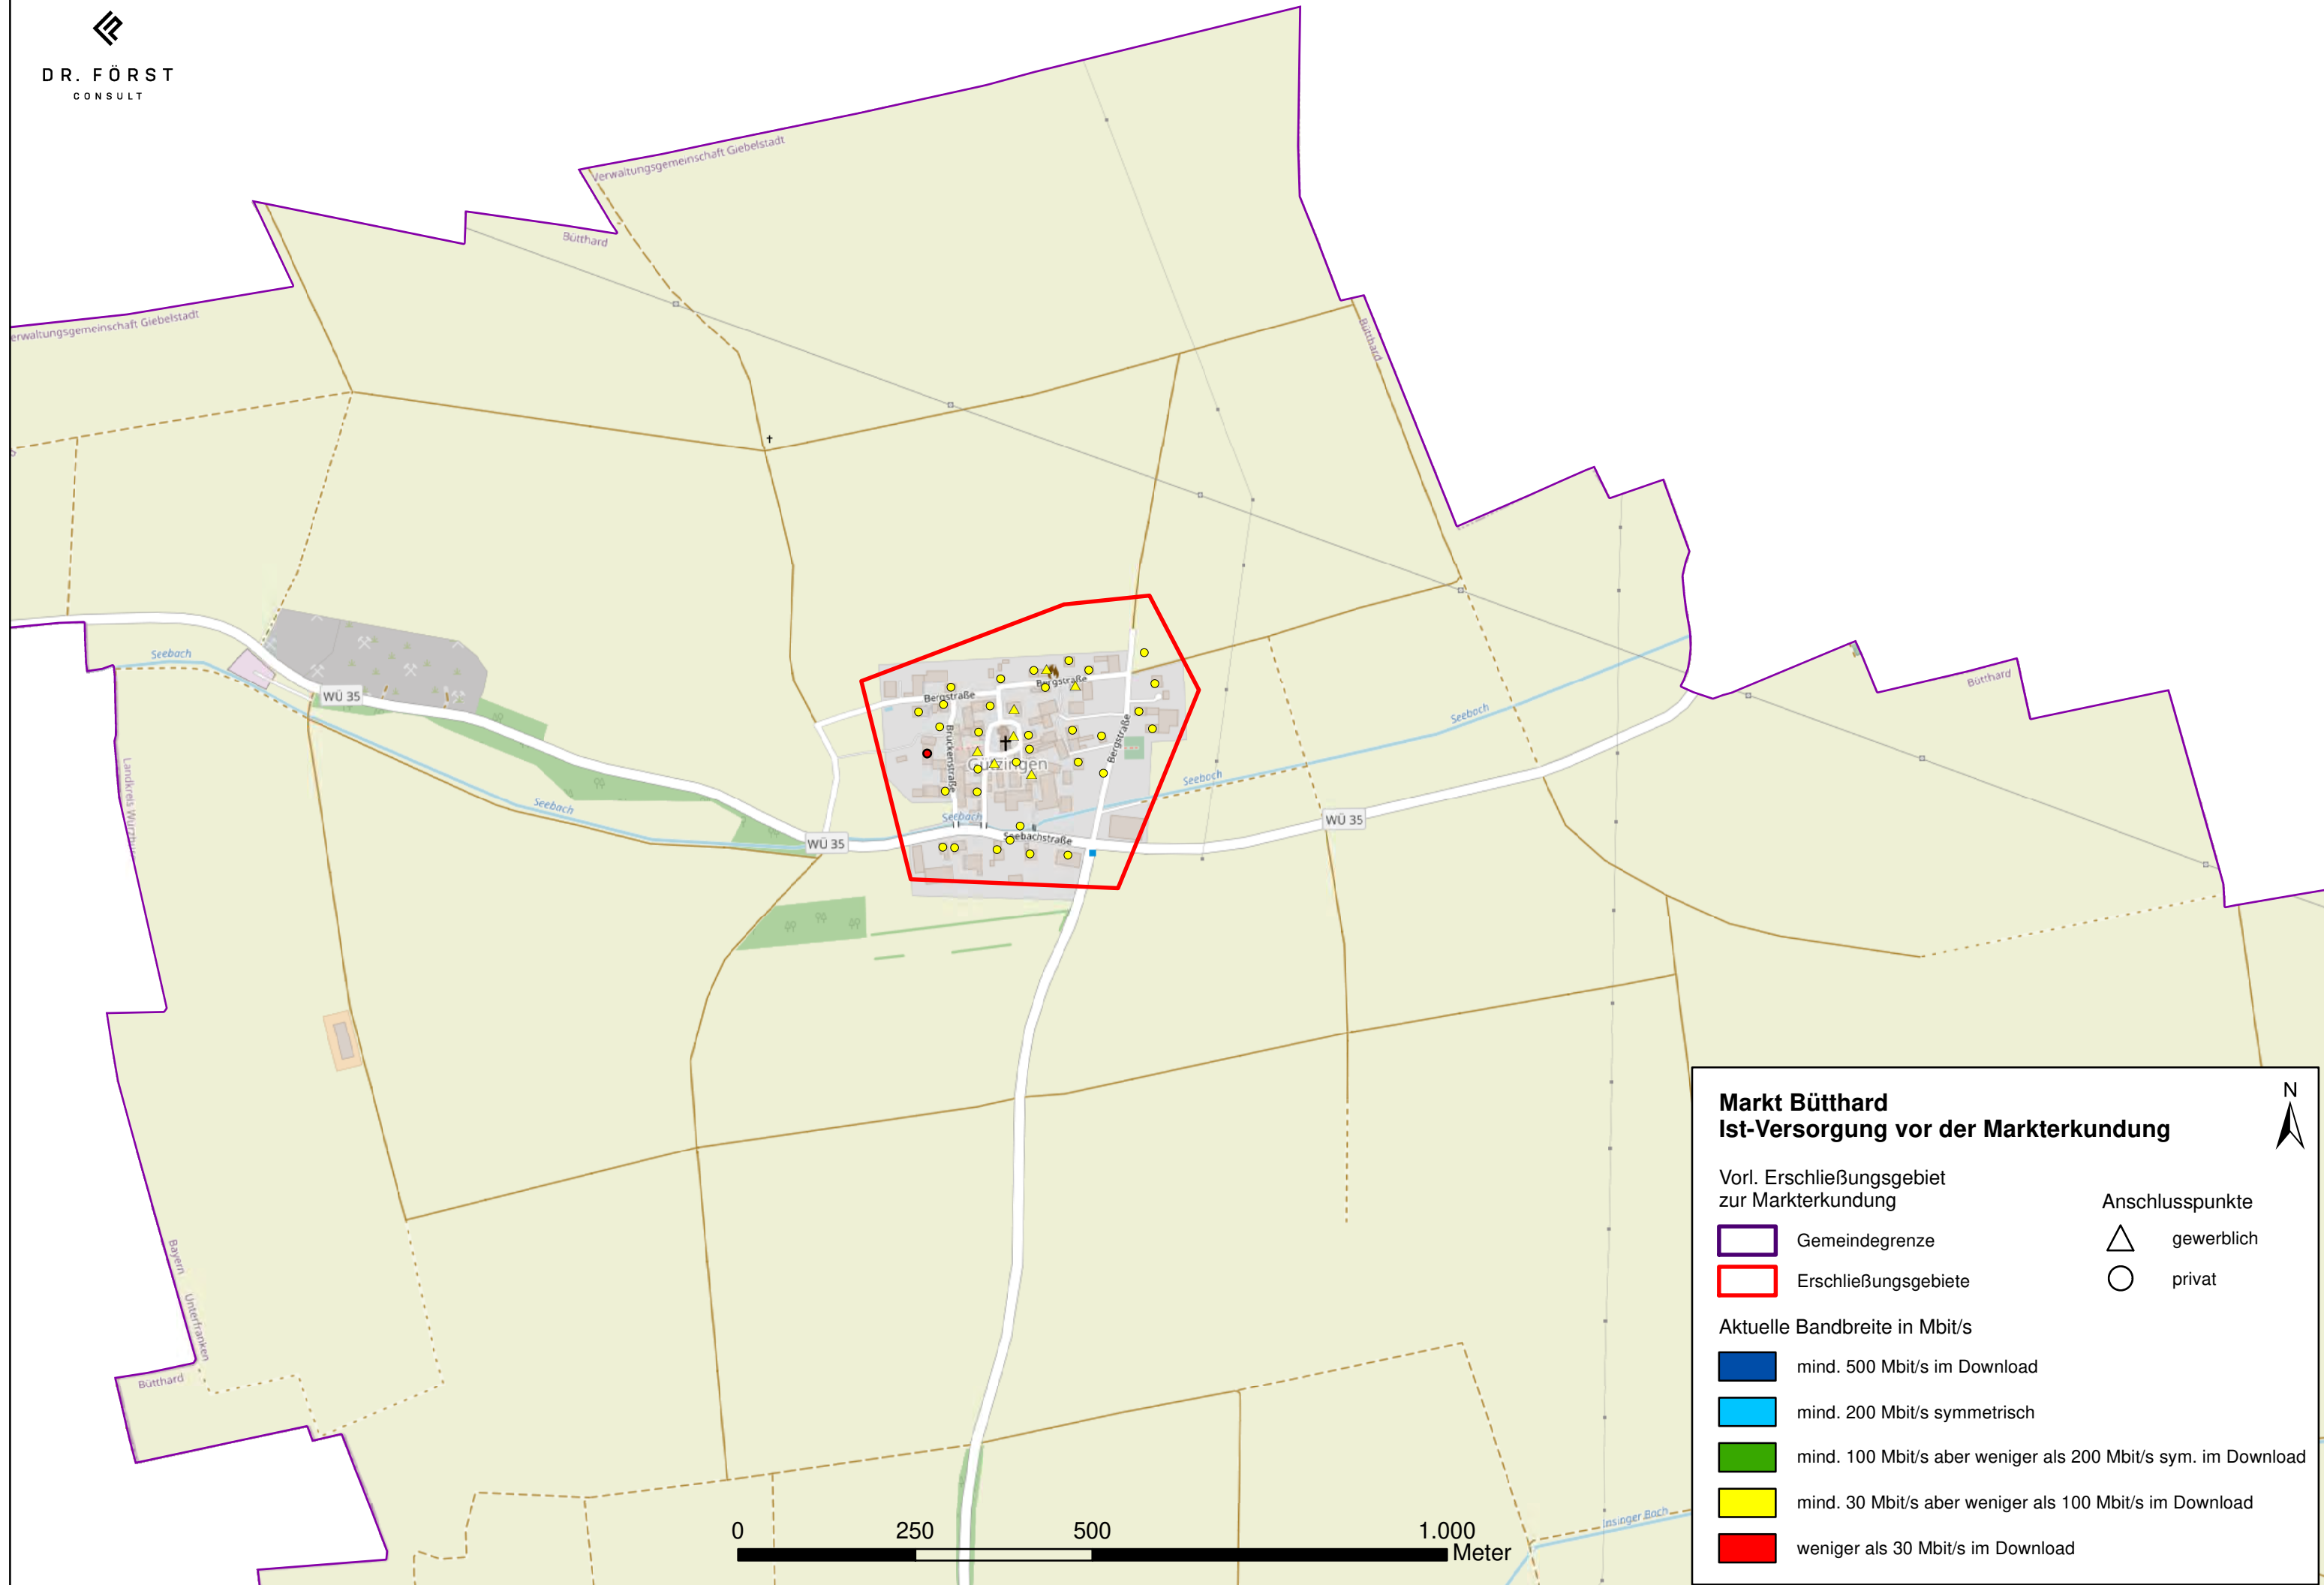 DR. FÖRST
CONSULT
Verwaltungsgemeinschaft Giebelstadt
Bütthard
erwaltungsgemeinschaft Giebelstadt
Bütthard
Bütthard
Seebach
WÜ 35
Seebach
Landkreis Würzburg
Seebach
Bergstraße
Bergstraße
Bergstraße
Brückenstraße
Gützingen
Seebach
Seebach
Seebachstraße
WÜ 35
WÜ 35
Bayern
Unterfranken
Bütthard
Insinger Bach
0
250
500
1.000
Meter
Markt Bütthard
Ist-Versorgung vor der Markterkundung
N
Vorl. Erschließungsgebiet
zur Markterkundung
Gemeindegrenze
Erschließungsgebiete
Anschlusspunkte
gewerblich
privat
Aktuelle Bandbreite in Mbit/s
mind. 500 Mbit/s im Download
mind. 200 Mbit/s symmetrisch
mind. 100 Mbit/s aber weniger als 200 Mbit/s sym. im Download
mind. 30 Mbit/s aber weniger als 100 Mbit/s im Download
weniger als 30 Mbit/s im Download